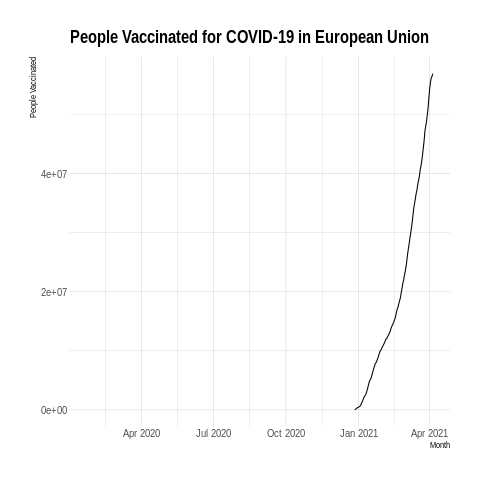 People Vaccinated for COVID-19 in European Union
People Vaccinated
4e+07
2e+07
0e+00
Apr 2020 Jul 2020 Oct 2020 Jan 2021 Apr 2021
Month